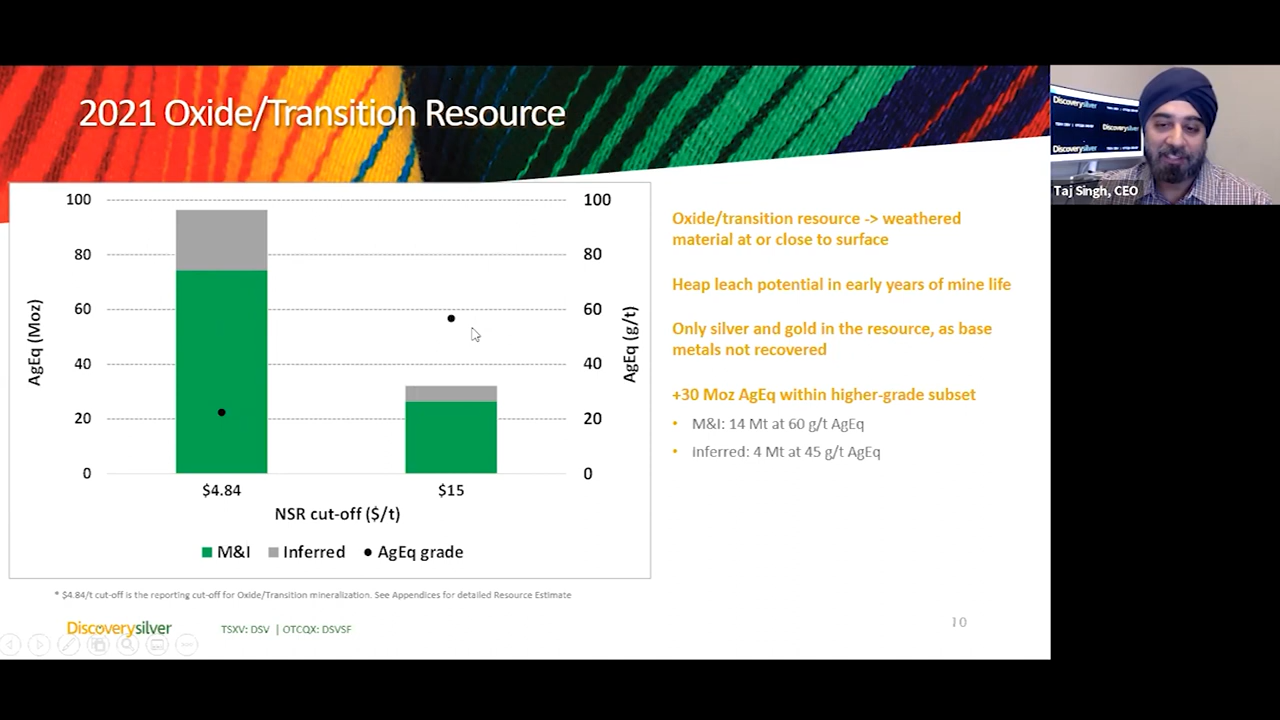 2021 Oxide/Transition Resource
Discoverysilver
Discoverysilver
Discoverysilver
Taj Singh, CEO
100
80
60
40
20
0
AgEq (Moz)
100
80
60
40
20
0
AgEq (g/t)
$4.84
$15
NSR cut-off ($/t)
M&I
Inferred
AgEq grade
Oxide/transition resource -> weathered
material at or close to surface
Heap leach potential in early years of mine life
Only silver and gold in the resource, as base
metals not recovered
+30 Moz AgEq within higher-grade subset
• M&I: 14 Mt at 60 g/t AgEq
• Inferred: 4 Mt at 45 g/t AgEq
* $4.84/t cut-off is the reporting cut-off for Oxide/Transition mineralization. See Appendices for detailed Resource Estimate
Discoverysilver
TSXV: DSV | OTCQX: DSVSF
10